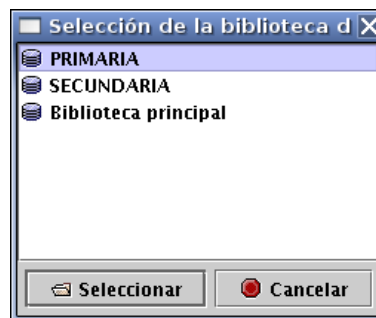 Selección de la biblioteca d
PRIMARIA
SECUNDARIA
Biblioteca principal
Seleccionar
Cancelar